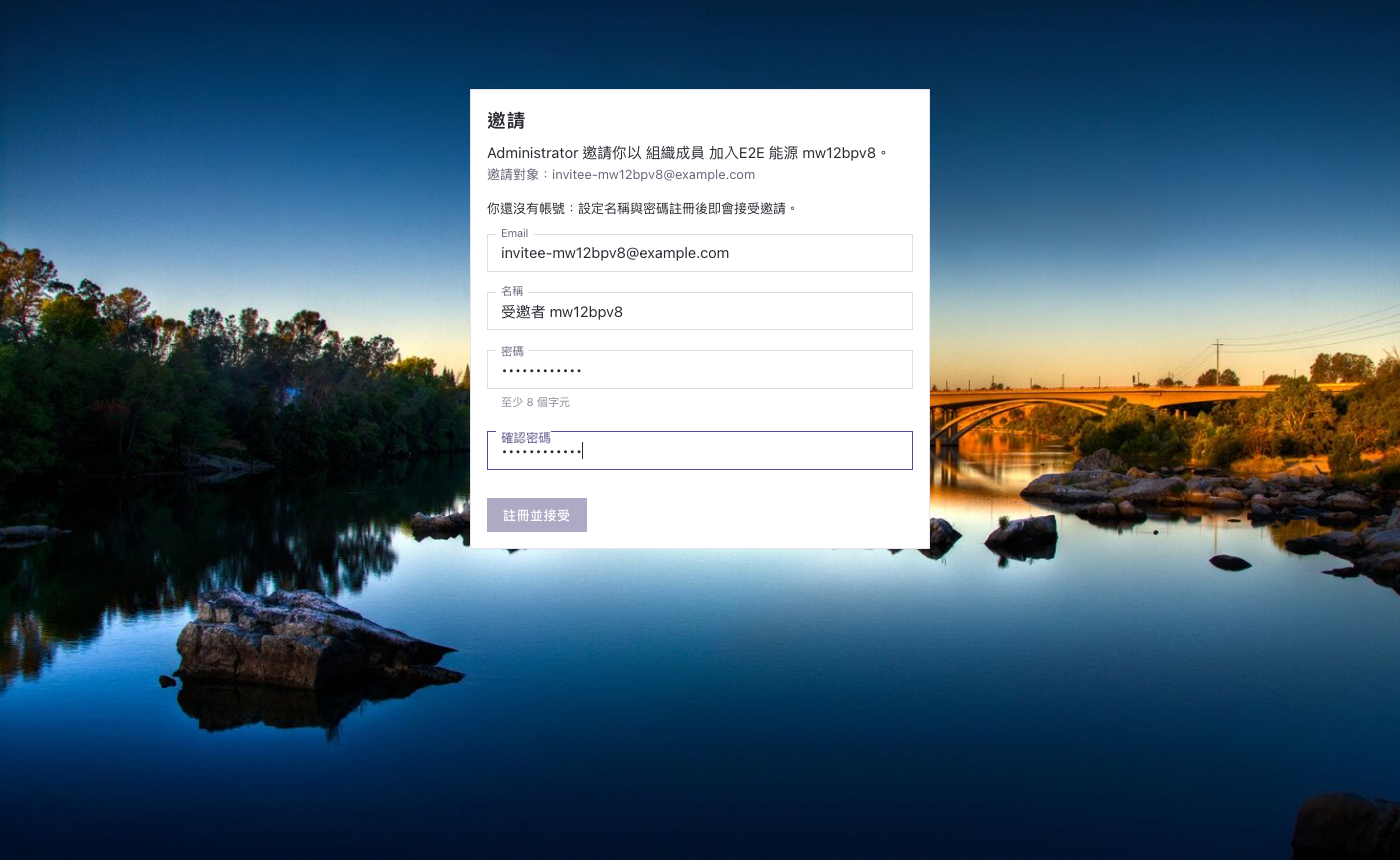 邀請
Administrator 邀請你以 組織成員 加入E2E 能源 mw12bpv8。
邀請對象：invitee-mw12bpv8@example.com
你還沒有帳號：設定名稱與密碼註冊後即會接受邀請。
Email
invitee-mw12bpv8@example.com
名稱
受邀者 mw12bpv8
密碼
••••••••••••
至少 8 個字元
確認密碼
••••••••••••
註冊並接受